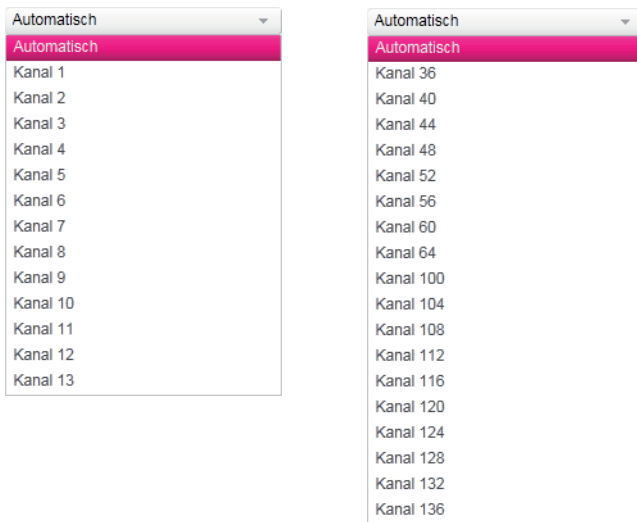 Automatisch
Automatisch
Kanal 1
Kanal 2
Kanal 3
Kanal 4
Kanal 5
Kanal 6
Kanal 7
Kanal 8
Kanal 9
Kanal 10
Kanal 11
Kanal 12
Kanal 13
Automatisch
Automatisch
Kanal 36
Kanal 40
Kanal 44
Kanal 48
Kanal 52
Kanal 56
Kanal 60
Kanal 64
Kanal 100
Kanal 104
Kanal 108
Kanal 112
Kanal 116
Kanal 120
Kanal 124
Kanal 128
Kanal 132
Kanal 136